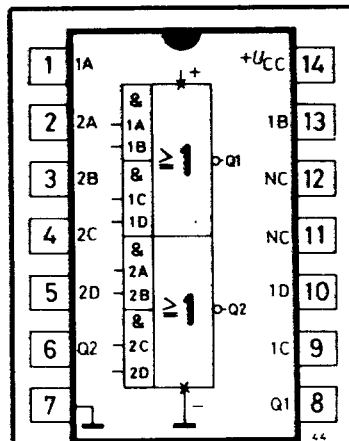 1 1A + +UCC 14
&
2 2A 1A 1B 13
1B ≥1 Q1
3 2B & NC 12
1C
4 2C 1D NC 11
&
2A
5 2D 2B 1D 10
& ≥1 Q2
6 Q2 2C 1C 9
2D
7 − Q1 8
44